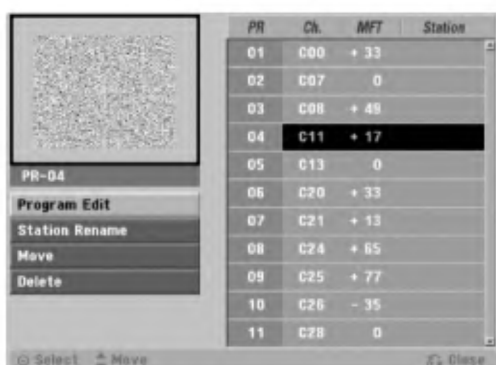 PR Ch. MFT Station
01 C00 + 33
02 C07 0
03 C08 + 49
04 C11 + 17
05 C13 0
06 C20 + 33
07 C21 + 13
08 C24 + 65
09 C25 + 77
10 C26 - 35
11 C28 0
PR-04
Program Edit
Station Rename
Move
Delete
Select Move Close